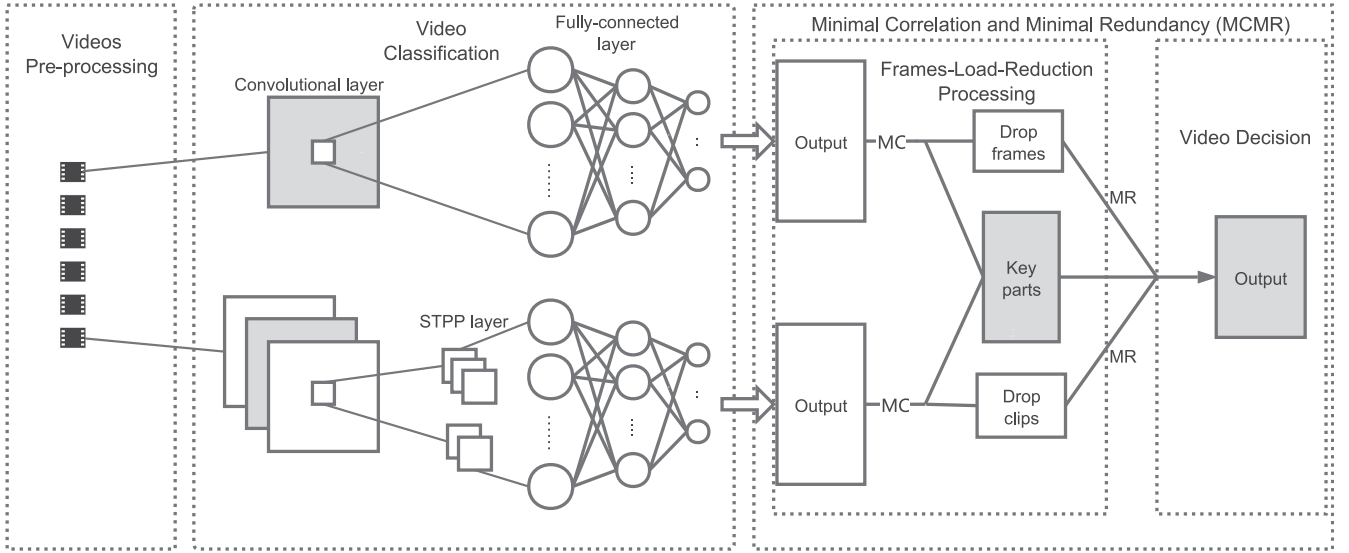 Videos
Pre-processing
Video
Classification
Convolutional layer
Fully-connected
layer
STPP layer
Minimal Correlation and Minimal Redundancy (MCMR)
Frames-Load-Reduction
Processing
Output
MC
Drop
frames
MR
Key
parts
Output
MC
Drop
clips
MR
Video Decision
Output